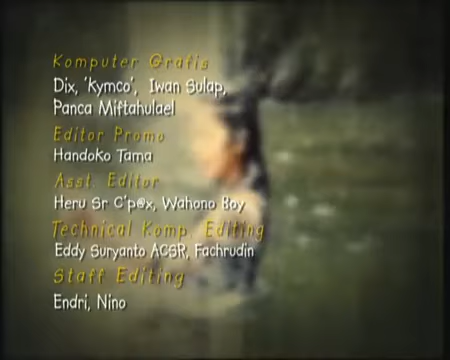 Komputer Grafis
Dix, 'kymco', Iwan Sulap,
Panca Miftahulael
Editor Promo
Handoko Tama
Asst. Editor
Heru Sr C'p@x, Wahono Boy
Technical Komp. Editing
Eddy Suryanto ACSR, Fachrudin
Staff Editing
Endri, Nino